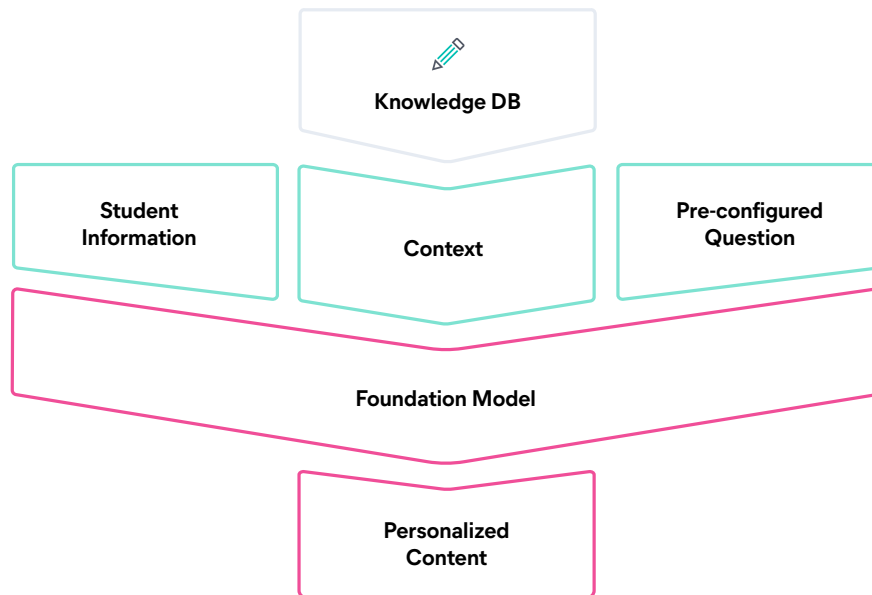 Knowledge DB
Student
Information
Context
Pre-configured
Question
Foundation Model
Personalized
Content